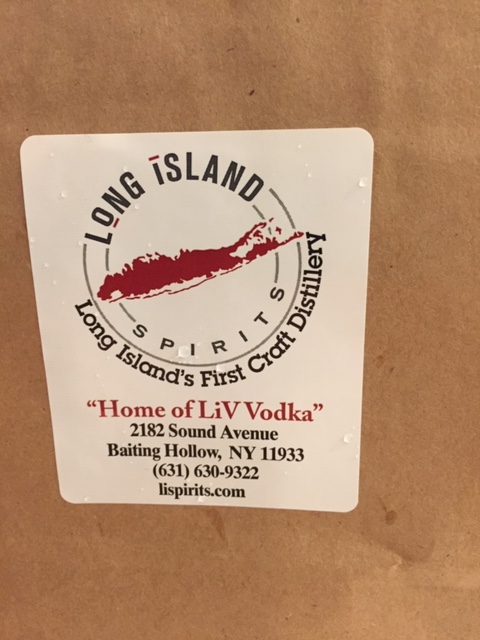 LONG ISLAND
SPIRITS
Long Island's First Craft Distillery
“Home of LiV Vodka”
2182 Sound Avenue
Baiting Hollow, NY 11933
(631) 630-9322
lispirits.com